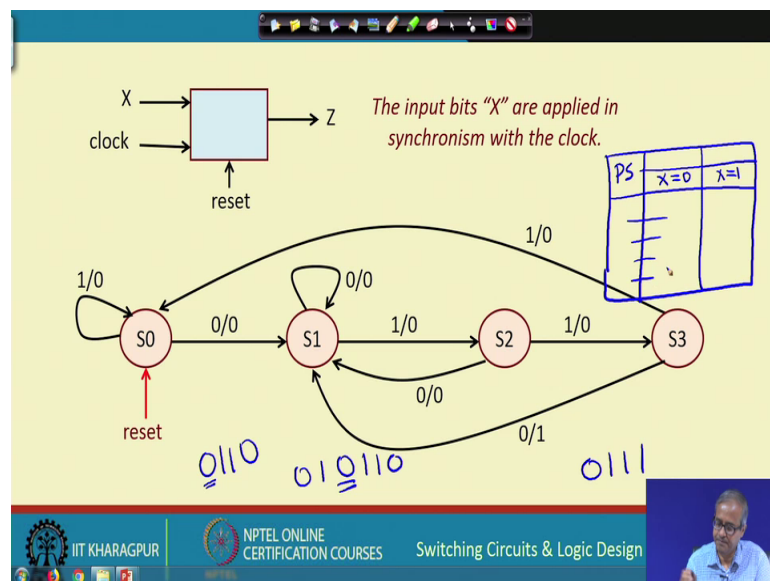 X
clock
Z
reset
The input bits "X" are applied in
synchronism with the clock.
PS
X=0
X=1
1/0
1/0
0/0
0/0
1/0
1/0
S0
S1
S2
S3
0/0
0/1
reset
0110
010110
0111
IIT KHARAGPUR
NPTEL ONLINE
CERTIFICATION COURSES
Switching Circuits & Logic Design